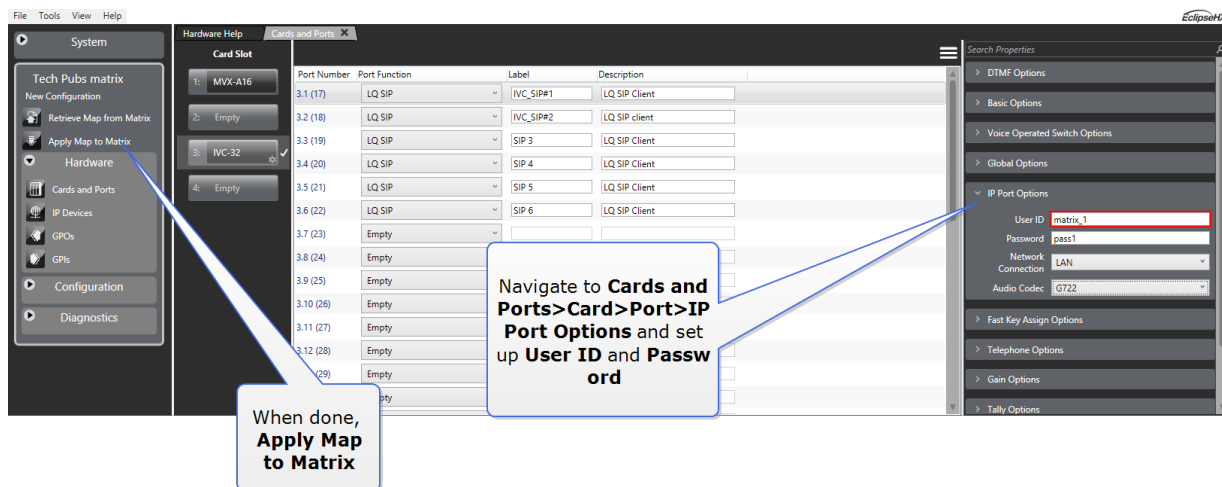 File Tools View Help
EclipseH
System
Tech Pubs matrix
New Configuration
Retrieve Map from Matrix
Apply Map to Matrix
Hardware
Cards and Ports
IP Devices
GPOs
GPIs
Configuration
Diagnostics
Hardware Help Cards and Ports X
Card Slot
1: MVX-A16
2: Empty
3: IVC-32
4: Empty
Port Number Port Function Label Description
3.1 (17) LQ SIP IVC_SIP#1 LQ SIP Client
3.2 (18) LQ SIP IVC_SIP#2 LQ SIP client
3.3 (19) LQ SIP SIP 3 LQ SIP Client
3.4 (20) LQ SIP SIP 4 LQ SIP Client
3.5 (21) LQ SIP SIP 5 LQ SIP Client
3.6 (22) LQ SIP SIP 6 LQ SIP Client
3.7 (23) Empty
3.8 (24) Empty
3.9 (25) Empty
3.10 (26) Empty
3.11 (27) Empty
3.12 (28) Empty
(29) Empty
pty
Search Properties
DTMF Options
Basic Options
Voice Operated Switch Options
Global Options
IP Port Options
User ID matrix_1
Password pass1
Network
Connection LAN
Audio Codec G722
Fast Key Assign Options
Telephone Options
Gain Options
Tally Options
Navigate to Cards and
Ports>Card>Port>IP
Port Options and set
up User ID and Passw
ord
When done,
Apply Map
to Matrix